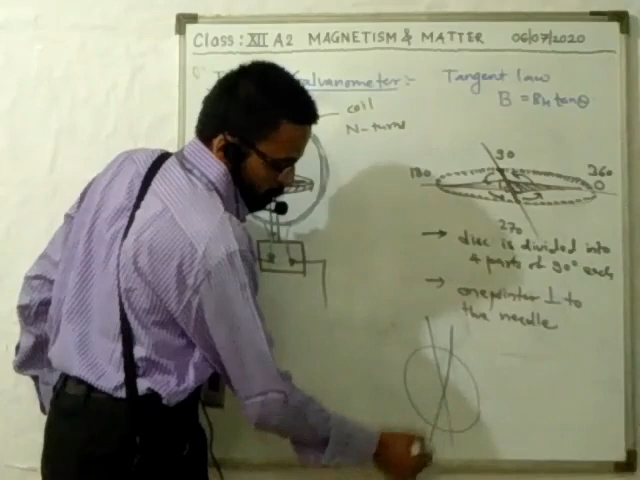 Class: XII A2 MAGNETISM & MATTER 06/07/2020
Galvanometer:- Tangent law
B = BH tanθ
coil
N-turns
90
180 360
0
270
→ disc is divided into
4 parts of 90° each
→ one pointer ⊥ to
the needle